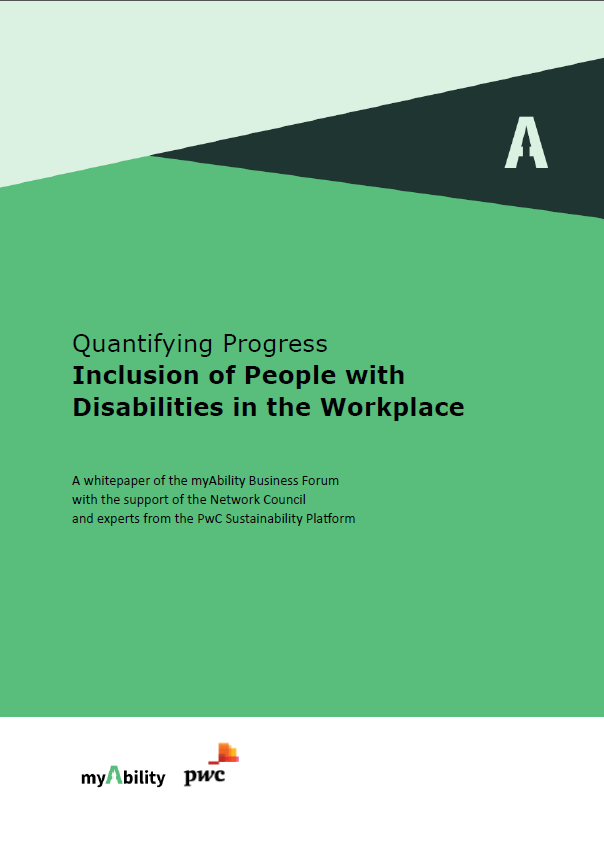 A
Quantifying Progress
Inclusion of People with
Disabilities in the Workplace
A whitepaper of the myAbility Business Forum
with the support of the Network Council
and experts from the PwC Sustainability Platform
myAbility pwc